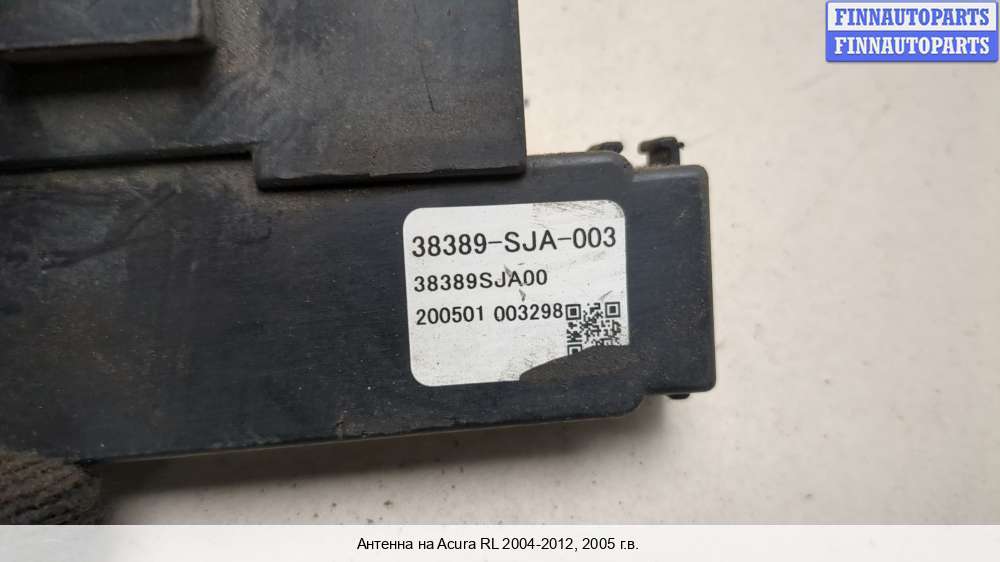 FINNAUTOPARTS
FINNAUTOPARTS
38389-SJA-003
38389SJA00
200501 003298
Антенна на Acura RL 2004-2012, 2005 г.в.